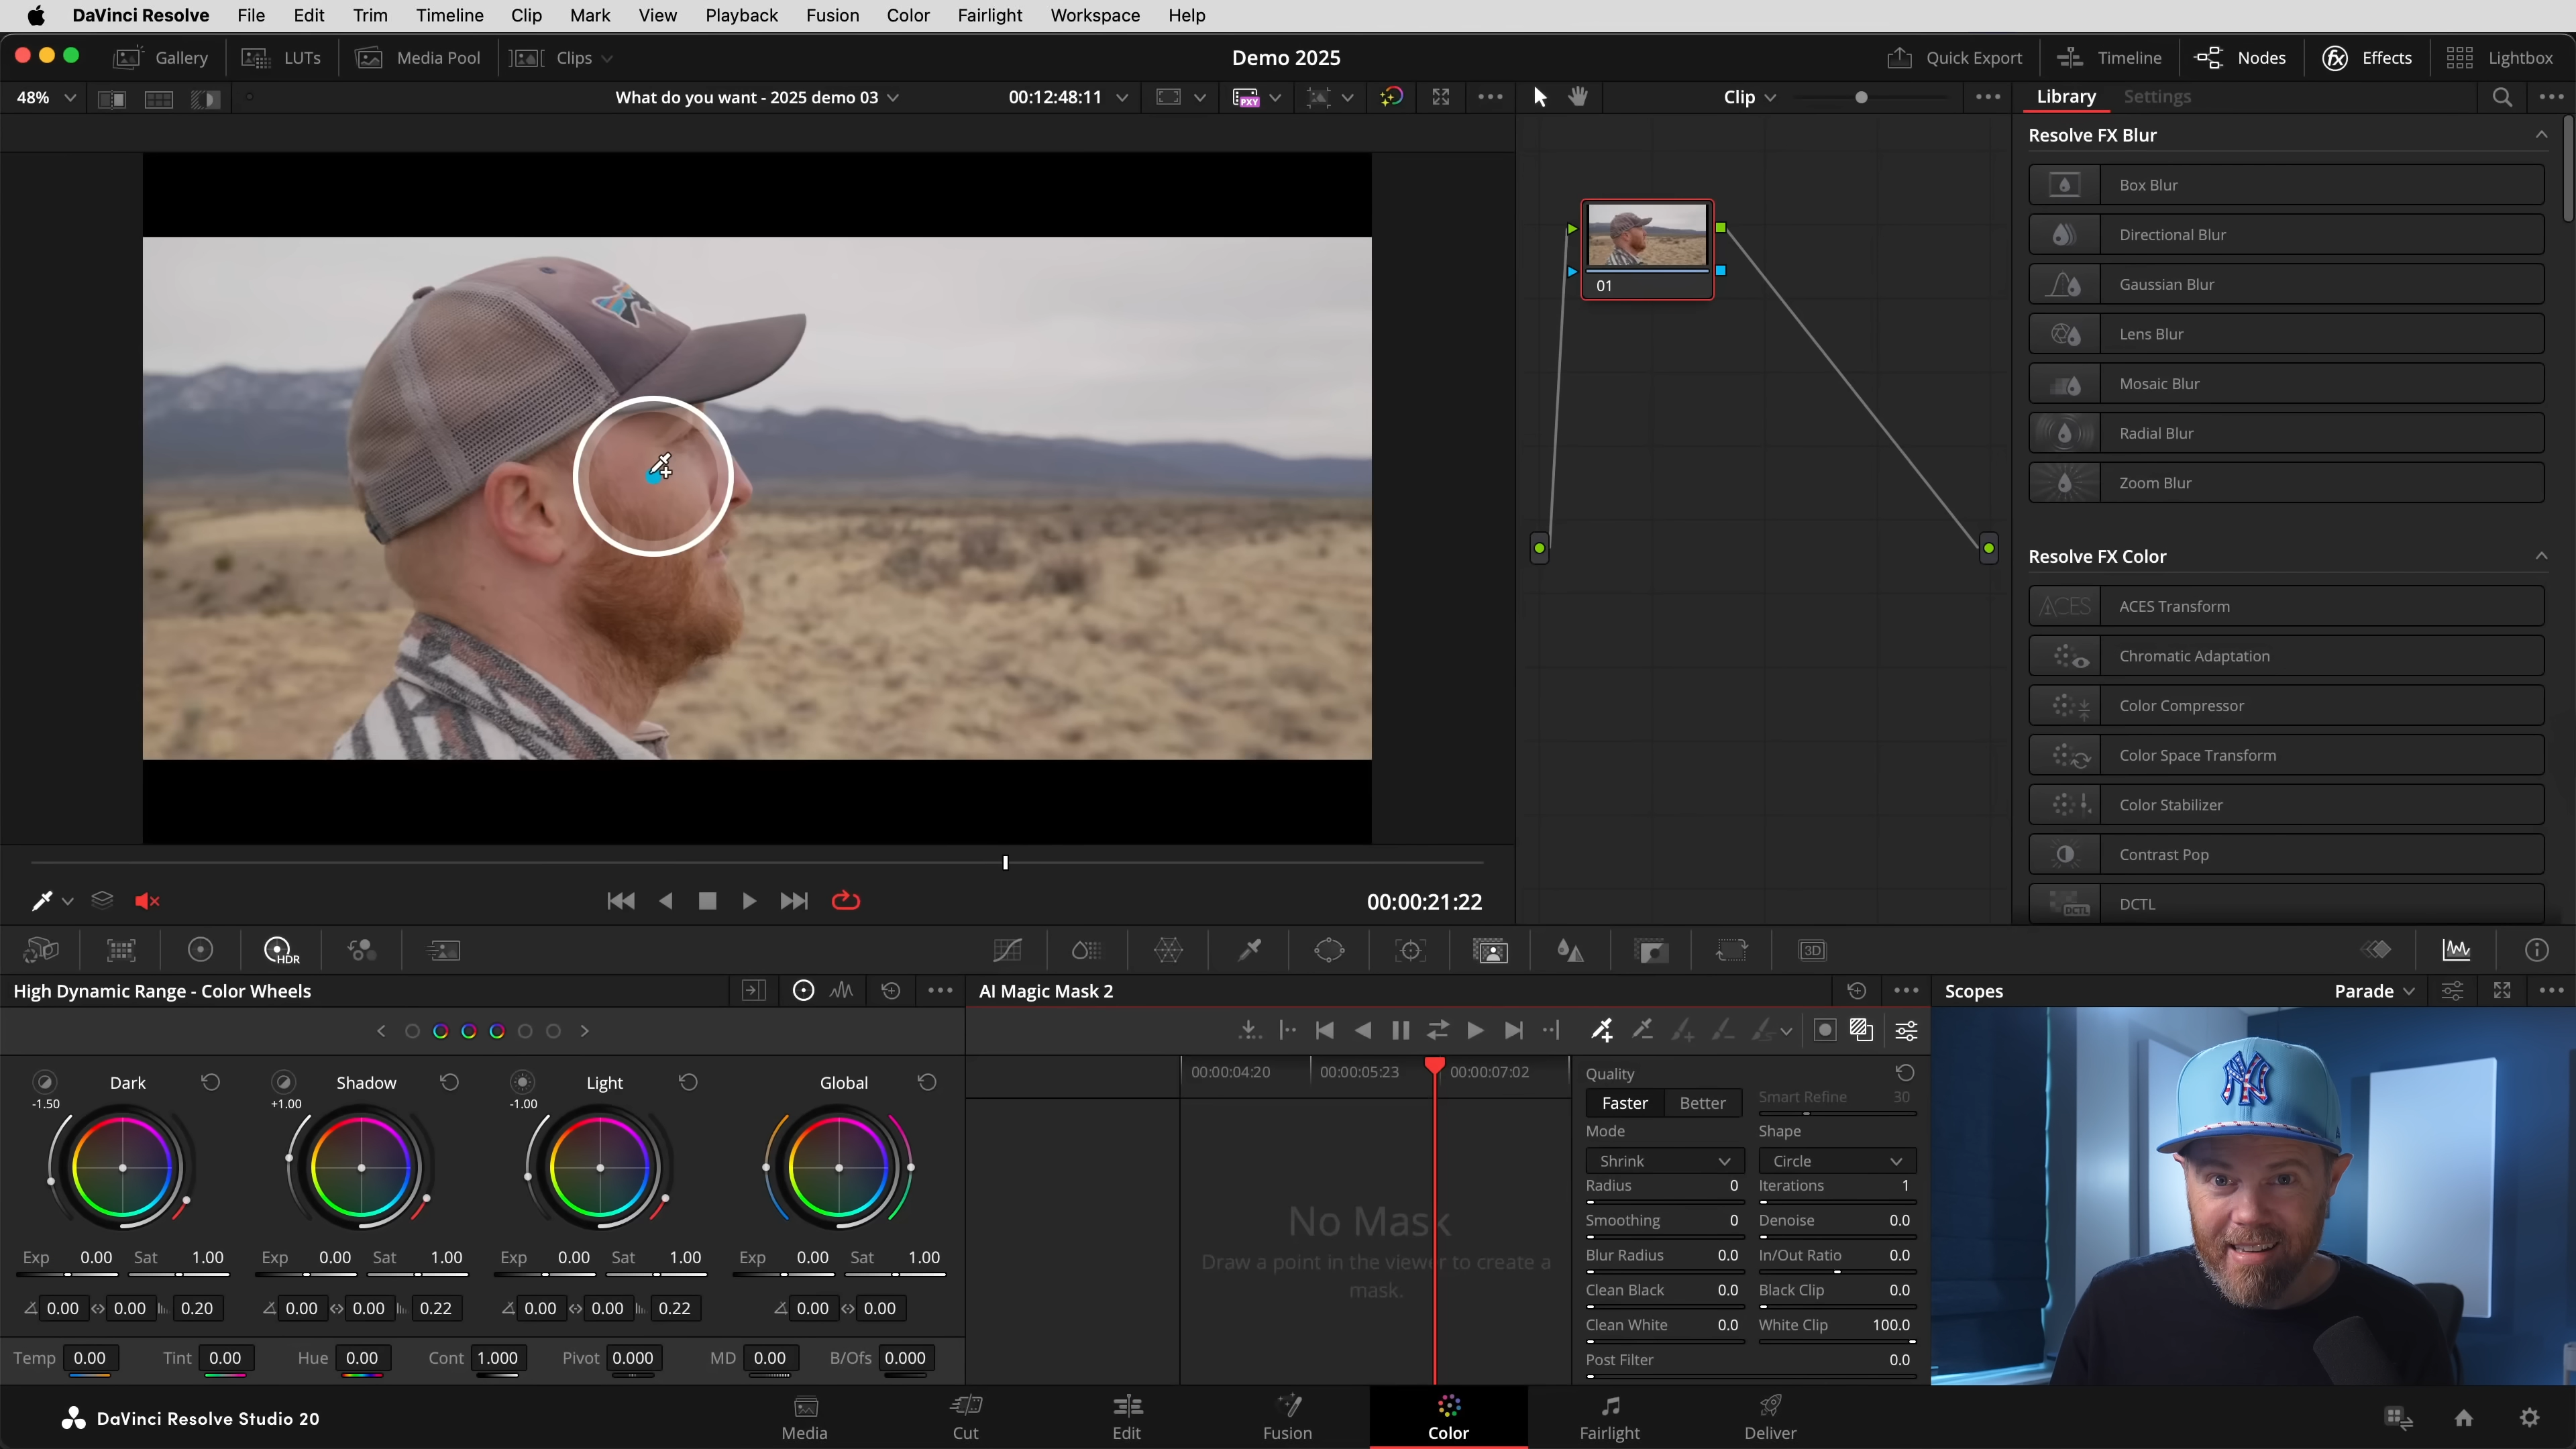 DaVinci Resolve File Edit Trim Timeline Clip Mark View Playback Fusion Color Fairlight Workspace Help
Gallery LUTs Media Pool Clips Demo 2025 Quick Export Timeline Nodes Effects Lightbox
48% What do you want - 2025 demo 03 00:12:48:11 PXY Clip Library Settings
Resolve FX Blur
Box Blur
Directional Blur
Gaussian Blur
Lens Blur
Mosaic Blur
Radial Blur
Zoom Blur
01
Resolve FX Color
ACES ACES Transform
Chromatic Adaptation
Color Compressor
Color Space Transform
Color Stabilizer
Contrast Pop
DCTL DCTL
00:00:21:22
HDR 3D
High Dynamic Range - Color Wheels
Dark Shadow Light Global
-1.50 +1.00 -1.00
Exp 0.00 Sat 1.00 Exp 0.00 Sat 1.00 Exp 0.00 Sat 1.00 Exp 0.00 Sat 1.00
0.00 0.00 0.20 0.00 0.00 0.22 0.00 0.00 0.22 0.00 0.00
Temp 0.00 Tint 0.00 Hue 0.00 Cont 1.000 Pivot 0.000 MD 0.00 B/Ofs 0.000
AI Magic Mask 2
00:00:04:20 00:00:05:23 00:00:07:02
No Mask
Draw a point in the viewer to create a
mask.
Quality
Faster Better Smart Refine 30
Mode Shape
Shrink Circle
Radius 0 Iterations 1
Smoothing 0 Denoise 0.0
Blur Radius 0.0 In/Out Ratio 0.0
Clean Black 0.0 Black Clip 0.0
Clean White 0.0 White Clip 100.0
Post Filter 0.0
Scopes Parade
NY
DaVinci Resolve Studio 20
Media Cut Edit Fusion Color Fairlight Deliver